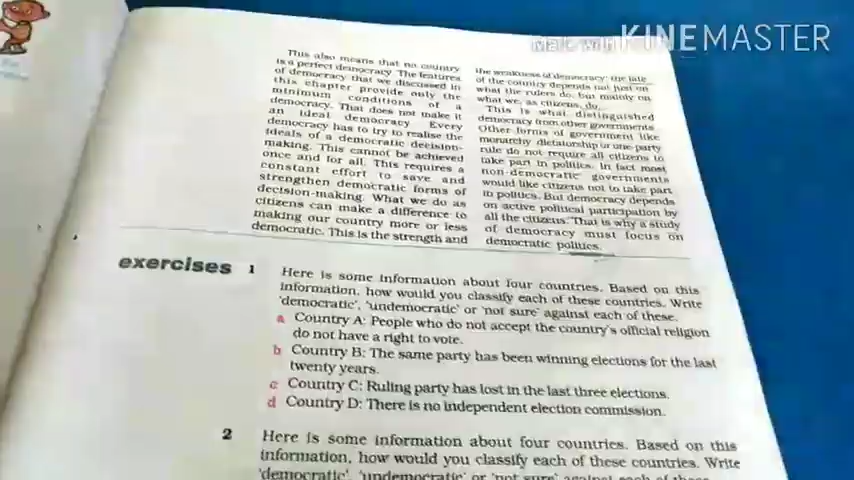 Made with KINEMASTER
This also means that no country
is a perfect democracy. The features
of democracy that we discussed in
this chapter provide only the
minimum conditions of a
democracy. That does not make it
an ideal democracy. Every
democracy has to try to realise the
ideals of a democratic decision-
making. This cannot be achieved
once and for all. This requires a
constant effort to save and
strengthen democratic forms of
decision-making. What we do as
citizens can make a difference to
making our country more or less
democratic. This is the strength and
the weakness of democracy: the fate
of the country depends not just on
what the rulers do, but mainly on
what we, as citizens, do.
This is what distinguished
democracy from other governments.
Other forms of government like
monarchy, dictatorship or one-party
rule do not require all citizens to
take part in politics. In fact most
non-democratic governments
would like citizens not to take part
in politics. But democracy depends
on active political participation by
all the citizens. That is why a study
of democracy must focus on
democratic politics.
exercises
1 Here is some information about four countries. Based on this
information, how would you classify each of these countries. Write
'democratic', 'undemocratic' or 'not sure' against each of these.
a Country A: People who do not accept the country's official religion
do not have a right to vote.
b Country B: The same party has been winning elections for the last
twenty years.
c Country C: Ruling party has lost in the last three elections.
d Country D: There is no independent election commission.
2 Here is some information about four countries. Based on this
information, how would you classify each of these countries. Write
'democratic', 'undemocratic' or 'not sure' against each of these